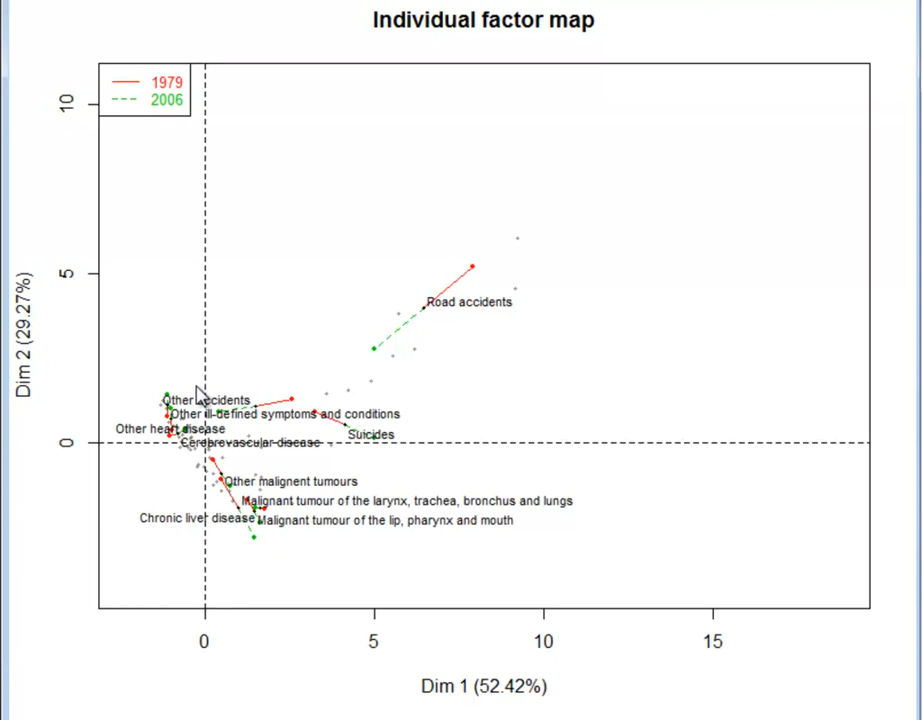 Individual factor map
1979
2006
10
5
0
Dim 2 (29.27%)
Road accidents
Other accidents
Other ill-defined symptoms and conditions
Other heart disease
Suicides
Cerebrovascular disease
Other malignent tumours
Malignant tumour of the larynx, trachea, bronchus and lungs
Chronic liver disease
Malignant tumour of the lip, pharynx and mouth
0
5
10
15
Dim 1 (52.42%)